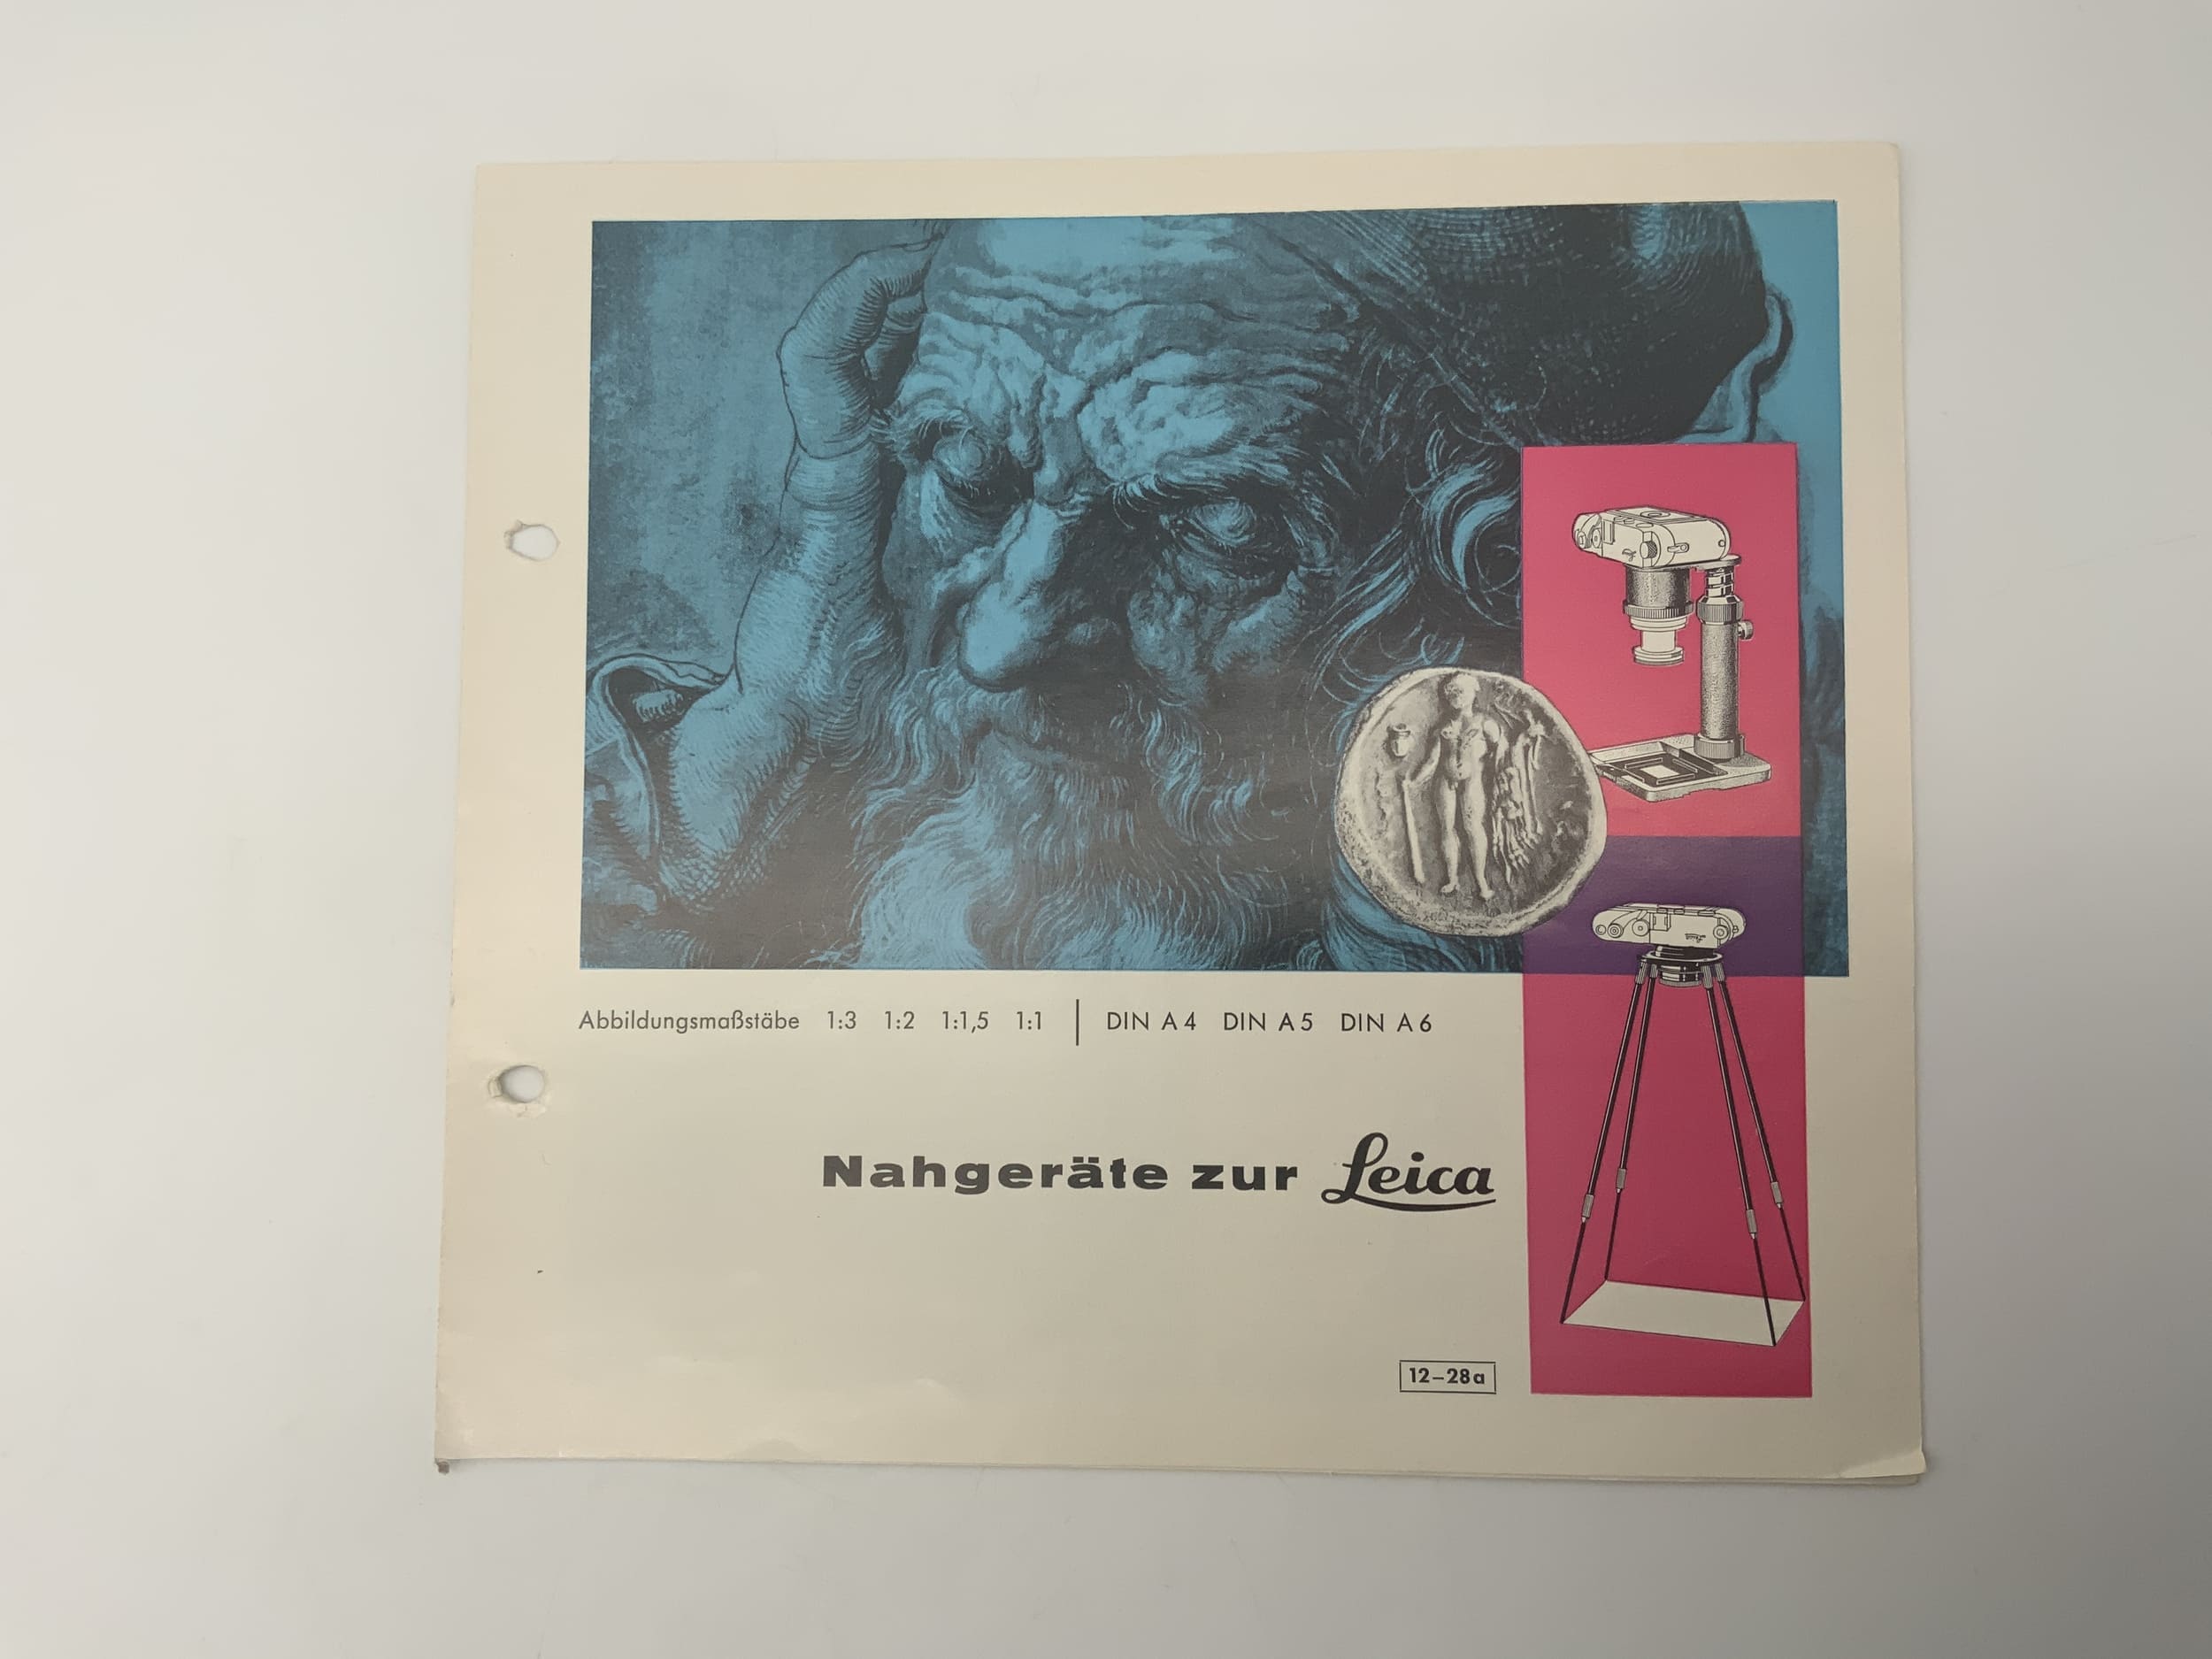 Abbildungsmaßstäbe 1:3 1:2 1:1,5 1:1 | DIN A4 DIN A5 DIN A6
Nahgeräte zur Leica
12–28a